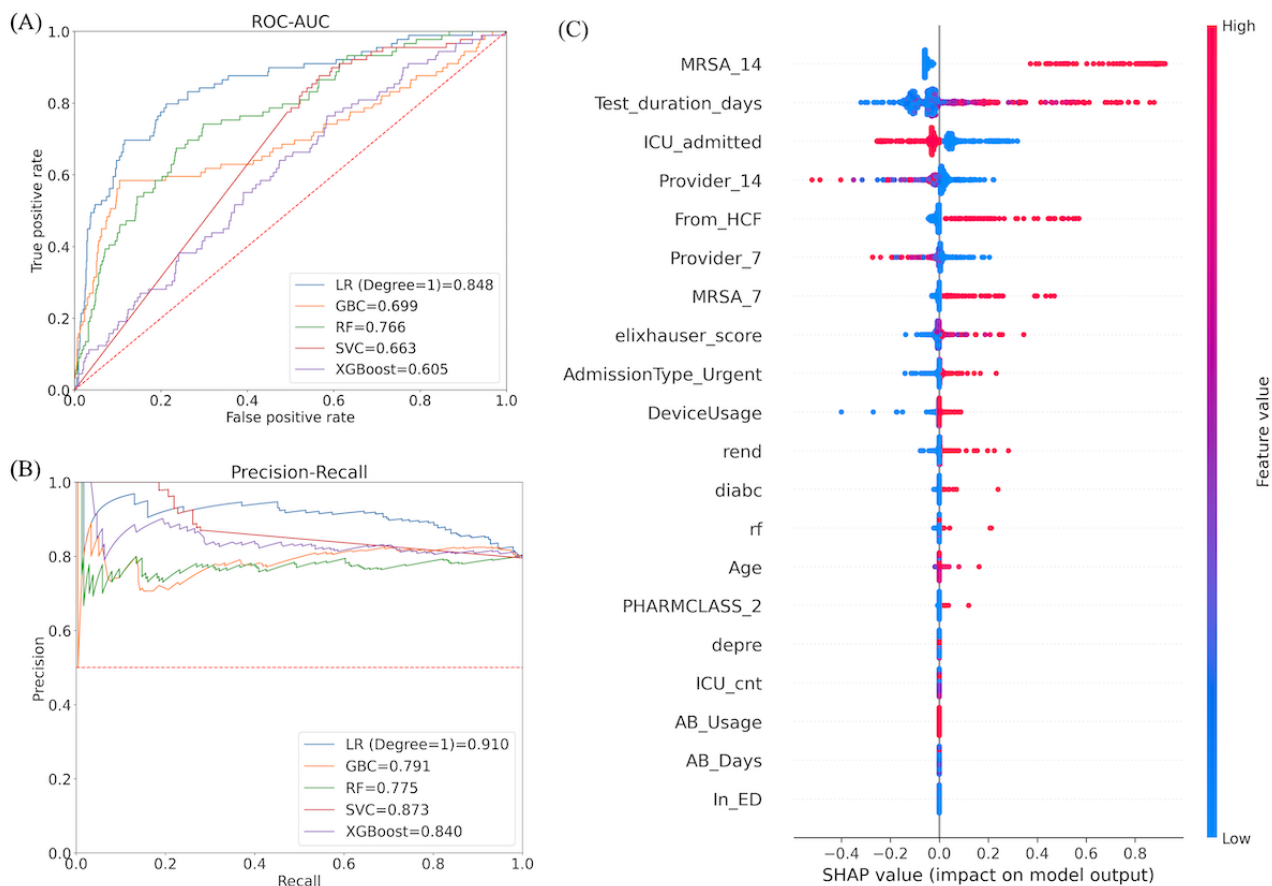 (A)
ROC-AUC
1.0
0.8
0.6
0.4
0.2
0.0
True positive rate
LR (Degree=1)=0.848
GBC=0.699
RF=0.766
SVC=0.663
XGBoost=0.605
0.0 0.2 0.4 0.6 0.8 1.0
False positive rate
(B)
Precision-Recall
1.0
0.8
0.6
0.4
0.2
0.0
Precision
LR (Degree=1)=0.910
GBC=0.791
RF=0.775
SVC=0.873
XGBoost=0.840
0.0 0.2 0.4 0.6 0.8 1.0
Recall
(C)
MRSA_14
Test_duration_days
ICU_admitted
Provider_14
From_HCF
Provider_7
MRSA_7
elixhauser_score
AdmissionType_Urgent
DeviceUsage
rend
diabc
rf
Age
PHARMCLASS_2
depre
ICU_cnt
AB_Usage
AB_Days
In_ED
−0.4 −0.2 0.0 0.2 0.4 0.6 0.8
SHAP value (impact on model output)
High
Feature value
Low